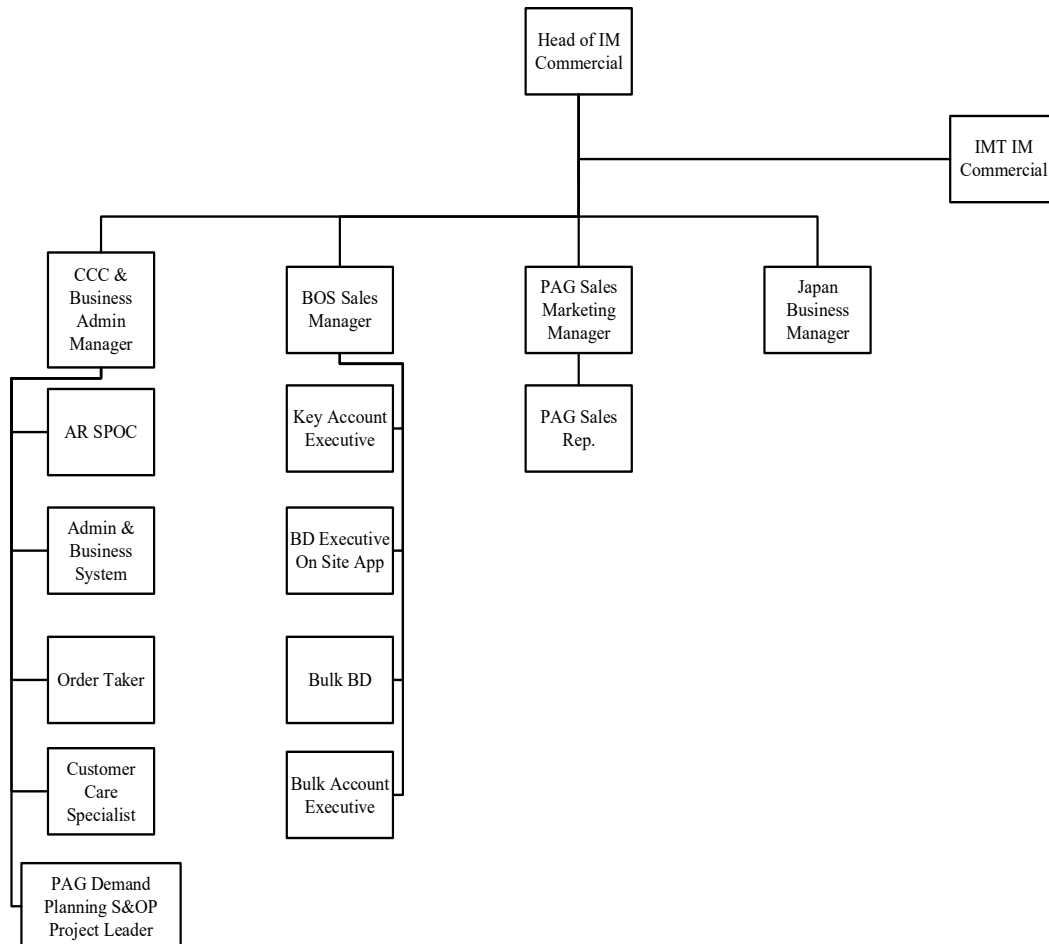 Head of IM
Commercial
IMT IM
Commercial
CCC &
Business
Admin
Manager
BOS Sales
Manager
PAG Sales
Marketing
Manager
Japan
Business
Manager
AR SPOC
Key Account
Executive
PAG Sales
Rep.
Admin &
Business
System
BD Executive
On Site App
Order Taker
Bulk BD
Customer
Care
Specialist
Bulk Account
Executive
PAG Demand
Planning S&OP
Project Leader